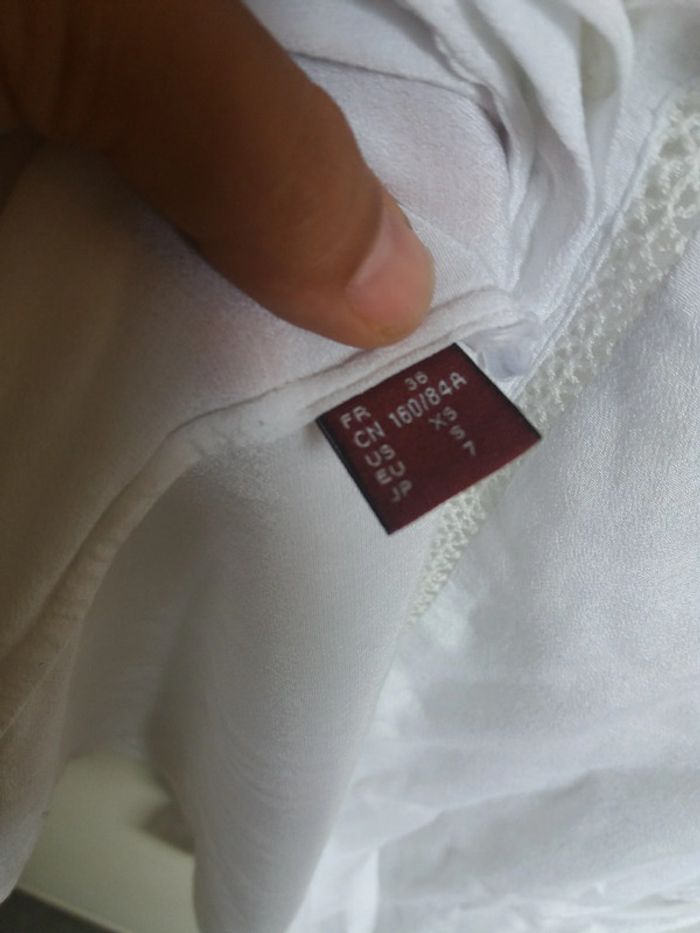 FR 36
CN 160/84A
US XS
EU S
JP 7